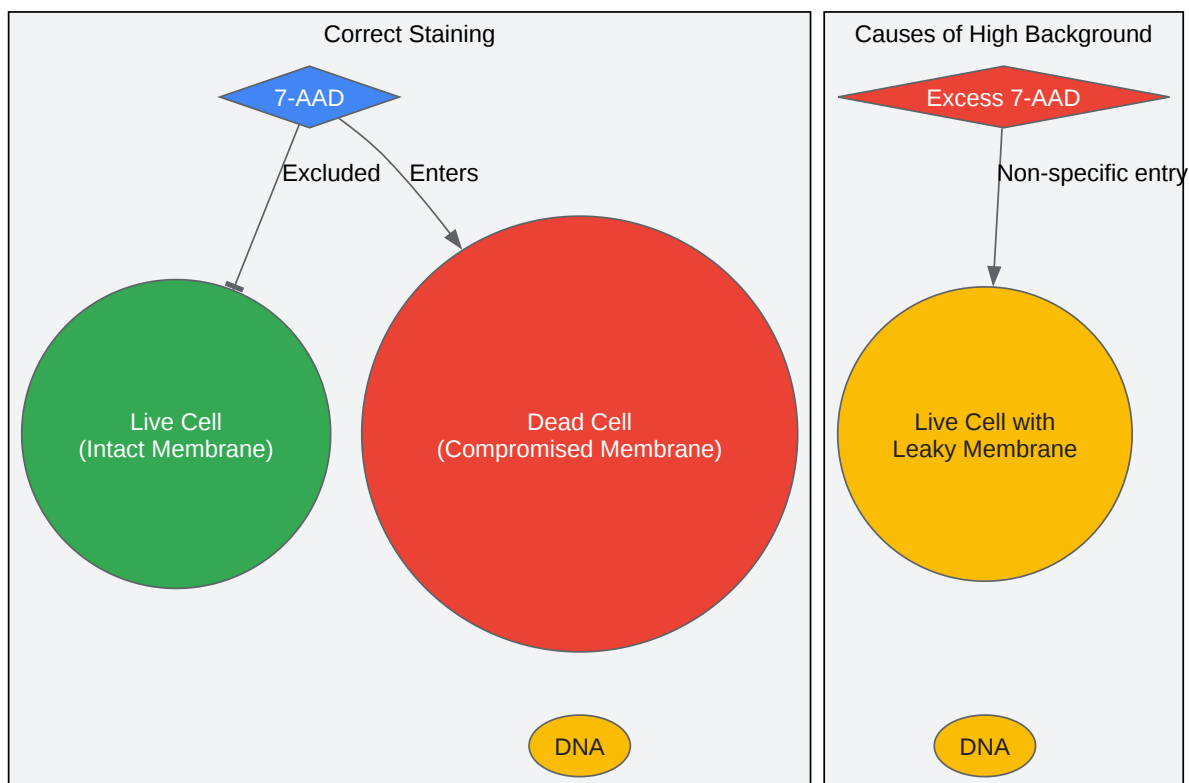 Correct Staining
7-AAD
Excluded
Enters
Live Cell
(Intact Membrane)
Dead Cell
(Compromised Membrane)
DNA
Causes of High Background
Excess 7-AAD
Non-specific entry
Live Cell with
Leaky Membrane
DNA